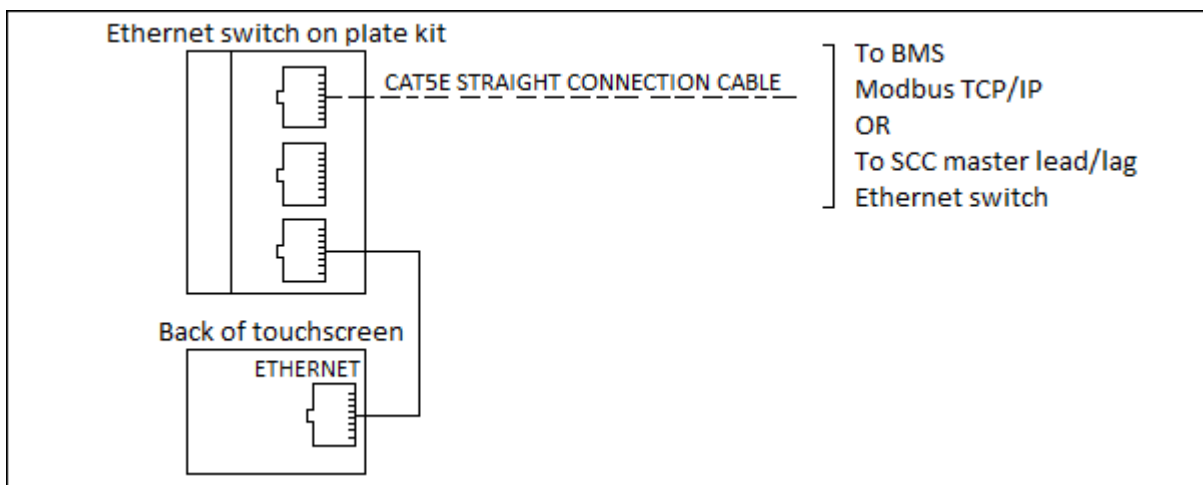 Ethernet switch on plate kit
CAT5E STRAIGHT CONNECTION CABLE
To BMS
Modbus TCP/IP
OR
To SCC master lead/lag
Ethernet switch
Back of touchscreen
ETHERNET